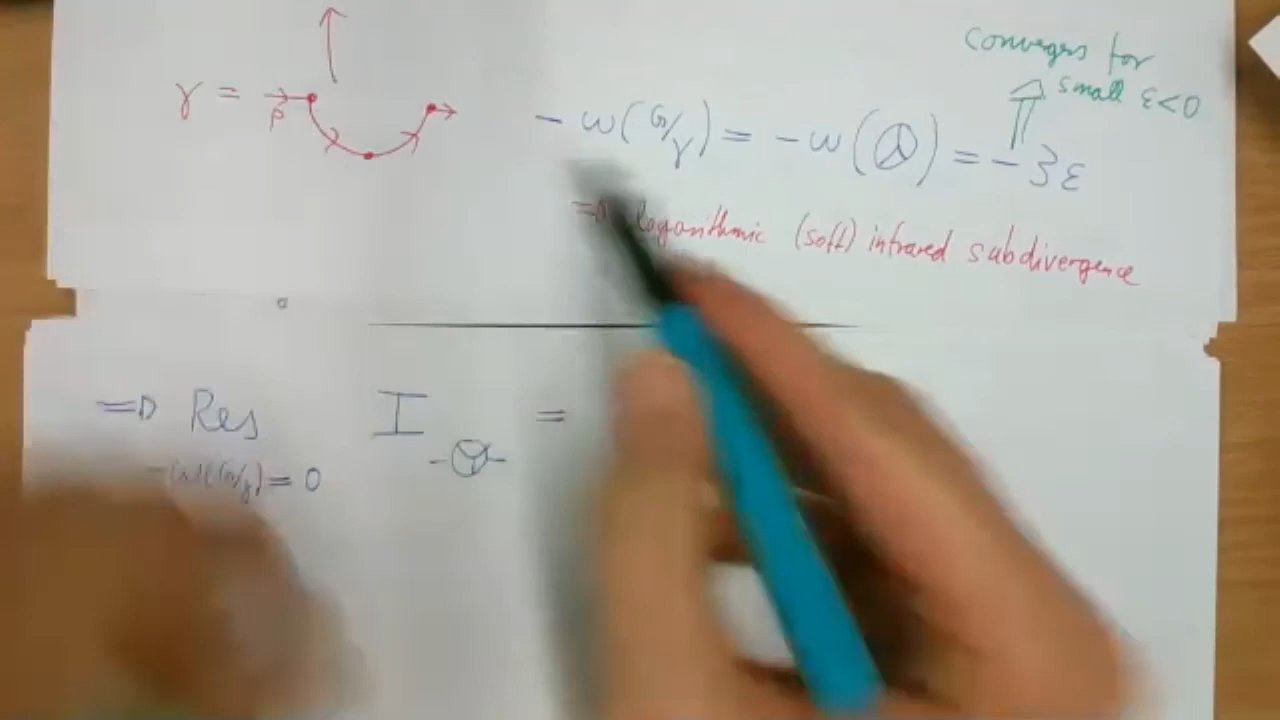 Converges for
small ε<0
γ =
p
- ω(G/γ) = - ω( ) = - 3ε
=> logarithmic (soft) infrared subdivergence
=> Res I =
-ω(G/γ) = 0